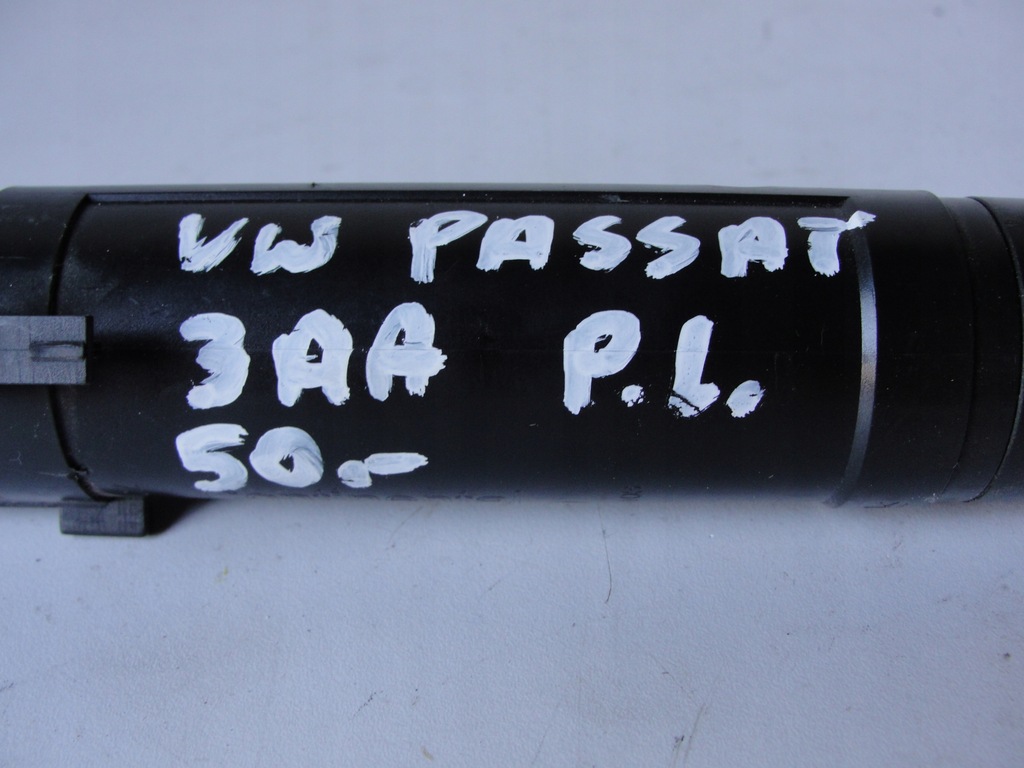 VW PASSAT
3AA P.L.
50.-